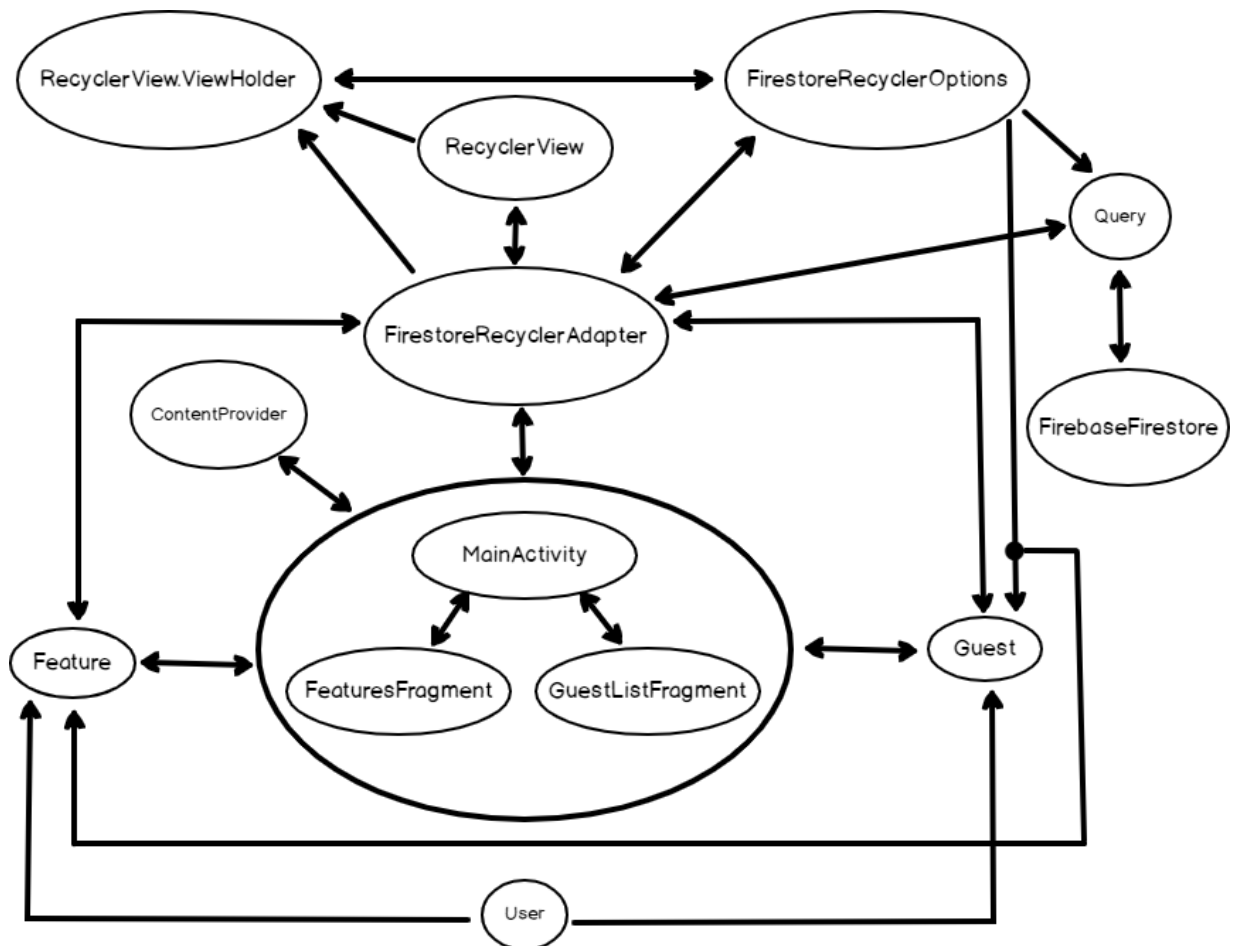 RecyclerView.ViewHolder
FirestoreRecyclerOptions
RecyclerView
Query
FirestoreRecyclerAdapter
ContentProvider
FirebaseFirestore
MainActivity
Feature
Guest
FeaturesFragment
GuestListFragment
User